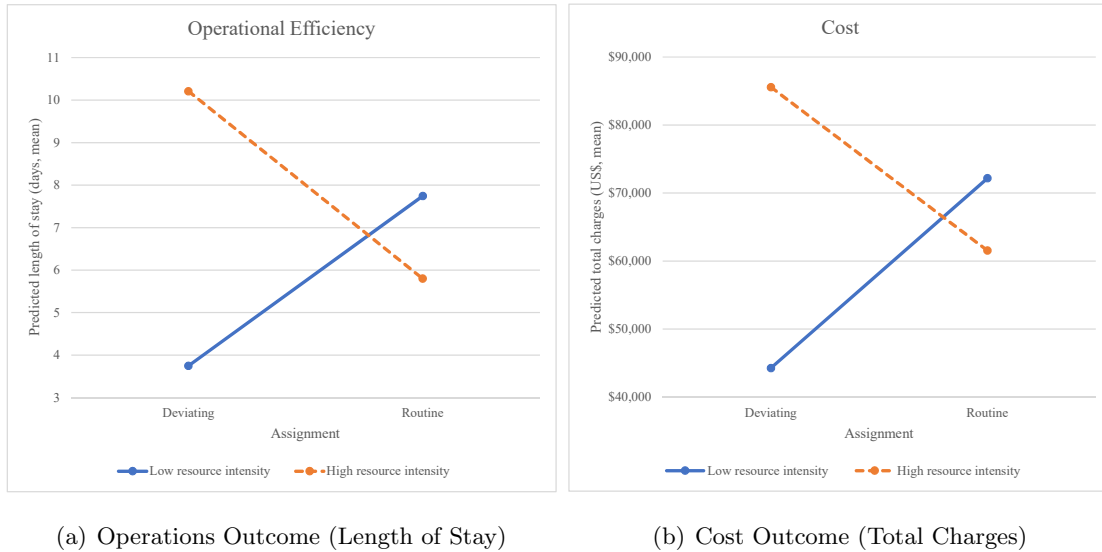 Operational Efficiency
Predicted length of stay (days, mean)
11
10
9
8
7
6
5
4
3
Deviating
Routine
Assignment
Low resource intensity
High resource intensity
(a) Operations Outcome (Length of Stay)
Cost
Predicted total charges (US$, mean)
$90,000
$80,000
$70,000
$60,000
$50,000
$40,000
Deviating
Routine
Assignment
Low resource intensity
High resource intensity
(b) Cost Outcome (Total Charges)